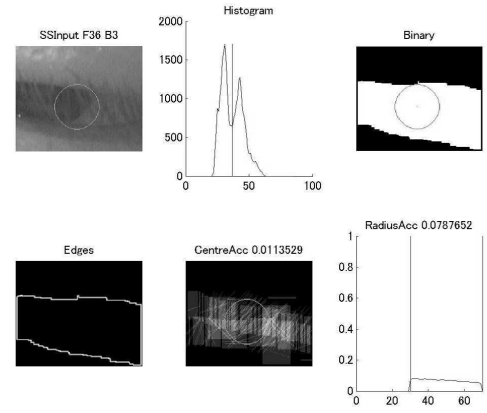 SSInput F36 B3
Histogram
2000
1500
1000
500
0
0 50 100
Binary
Edges
CentreAcc 0.0113529
RadiusAcc 0.0787652
1
0.8
0.6
0.4
0.2
0
0 20 40 60